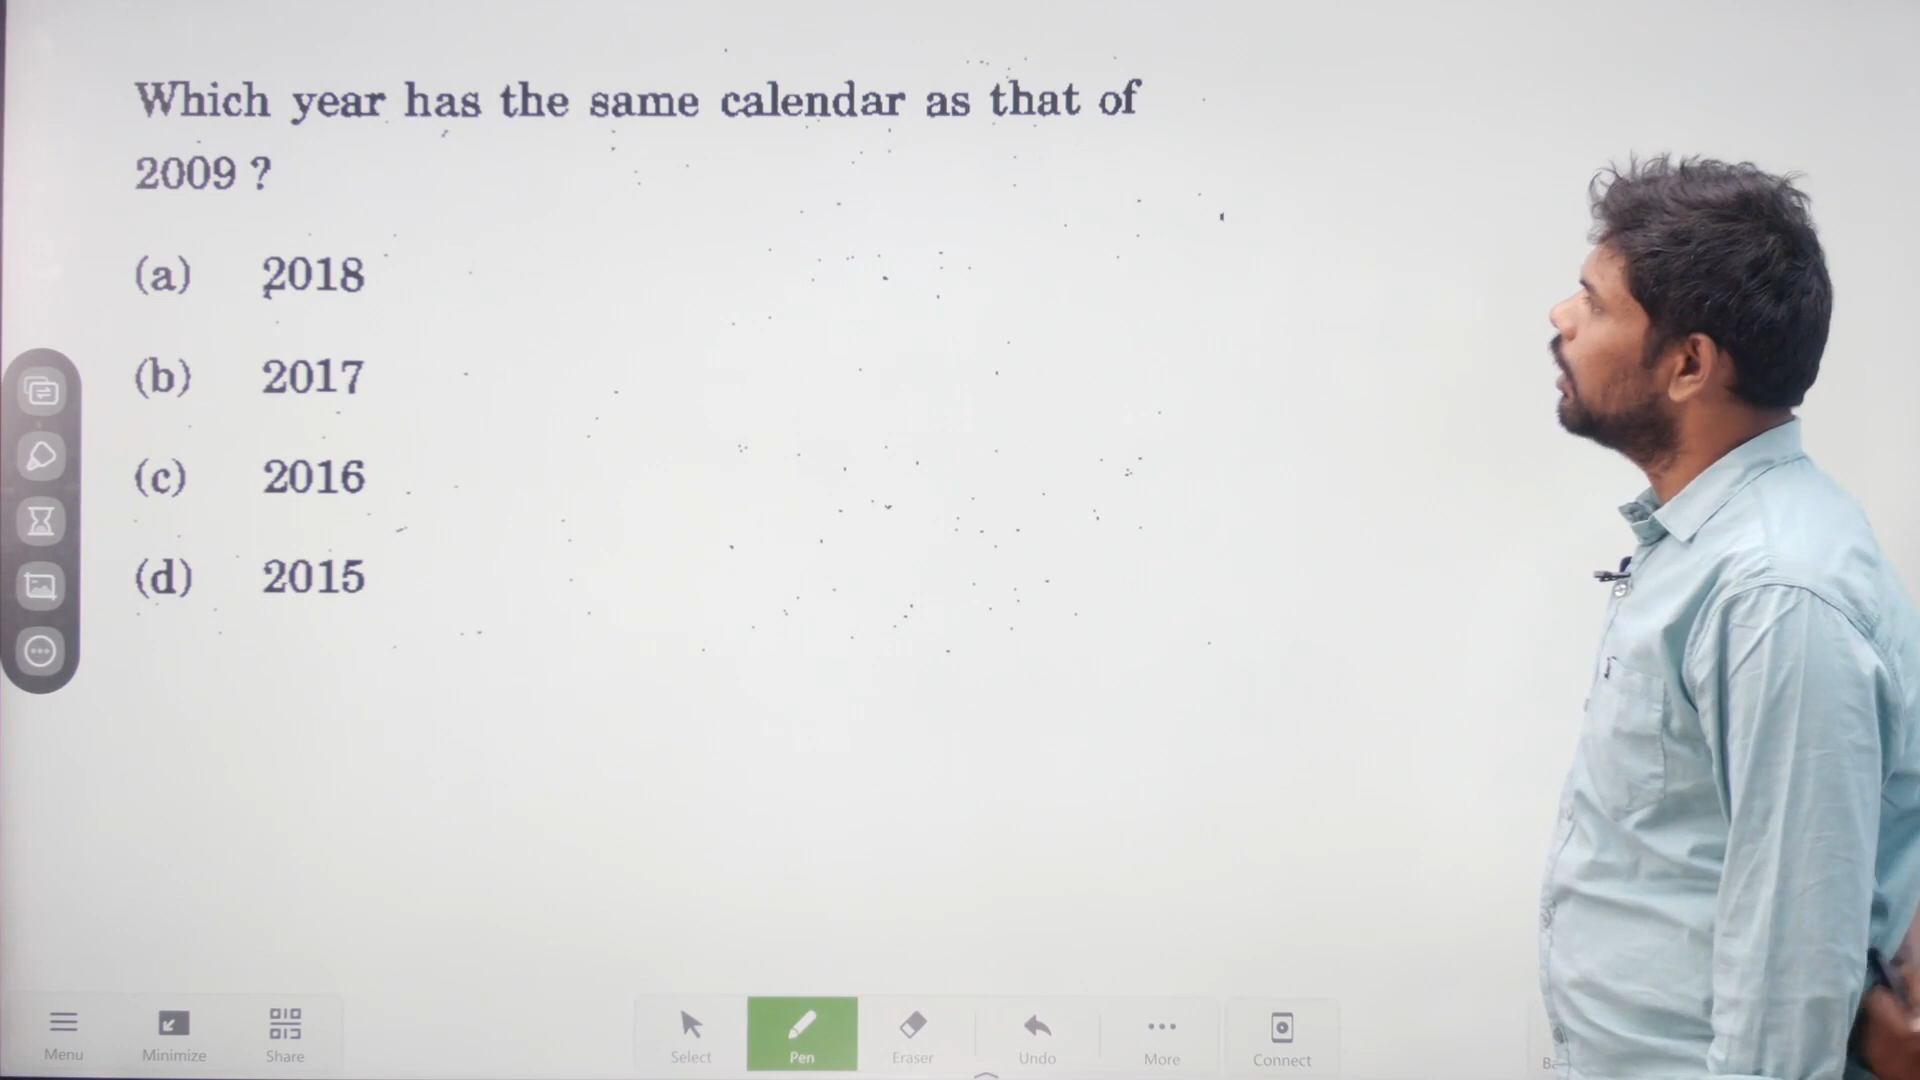 Which year has the same calendar as that of
2009 ?
(a) 2018
(b) 2017
(c) 2016
(d) 2015
Menu Minimize Share Select Pen Eraser Undo More Connect